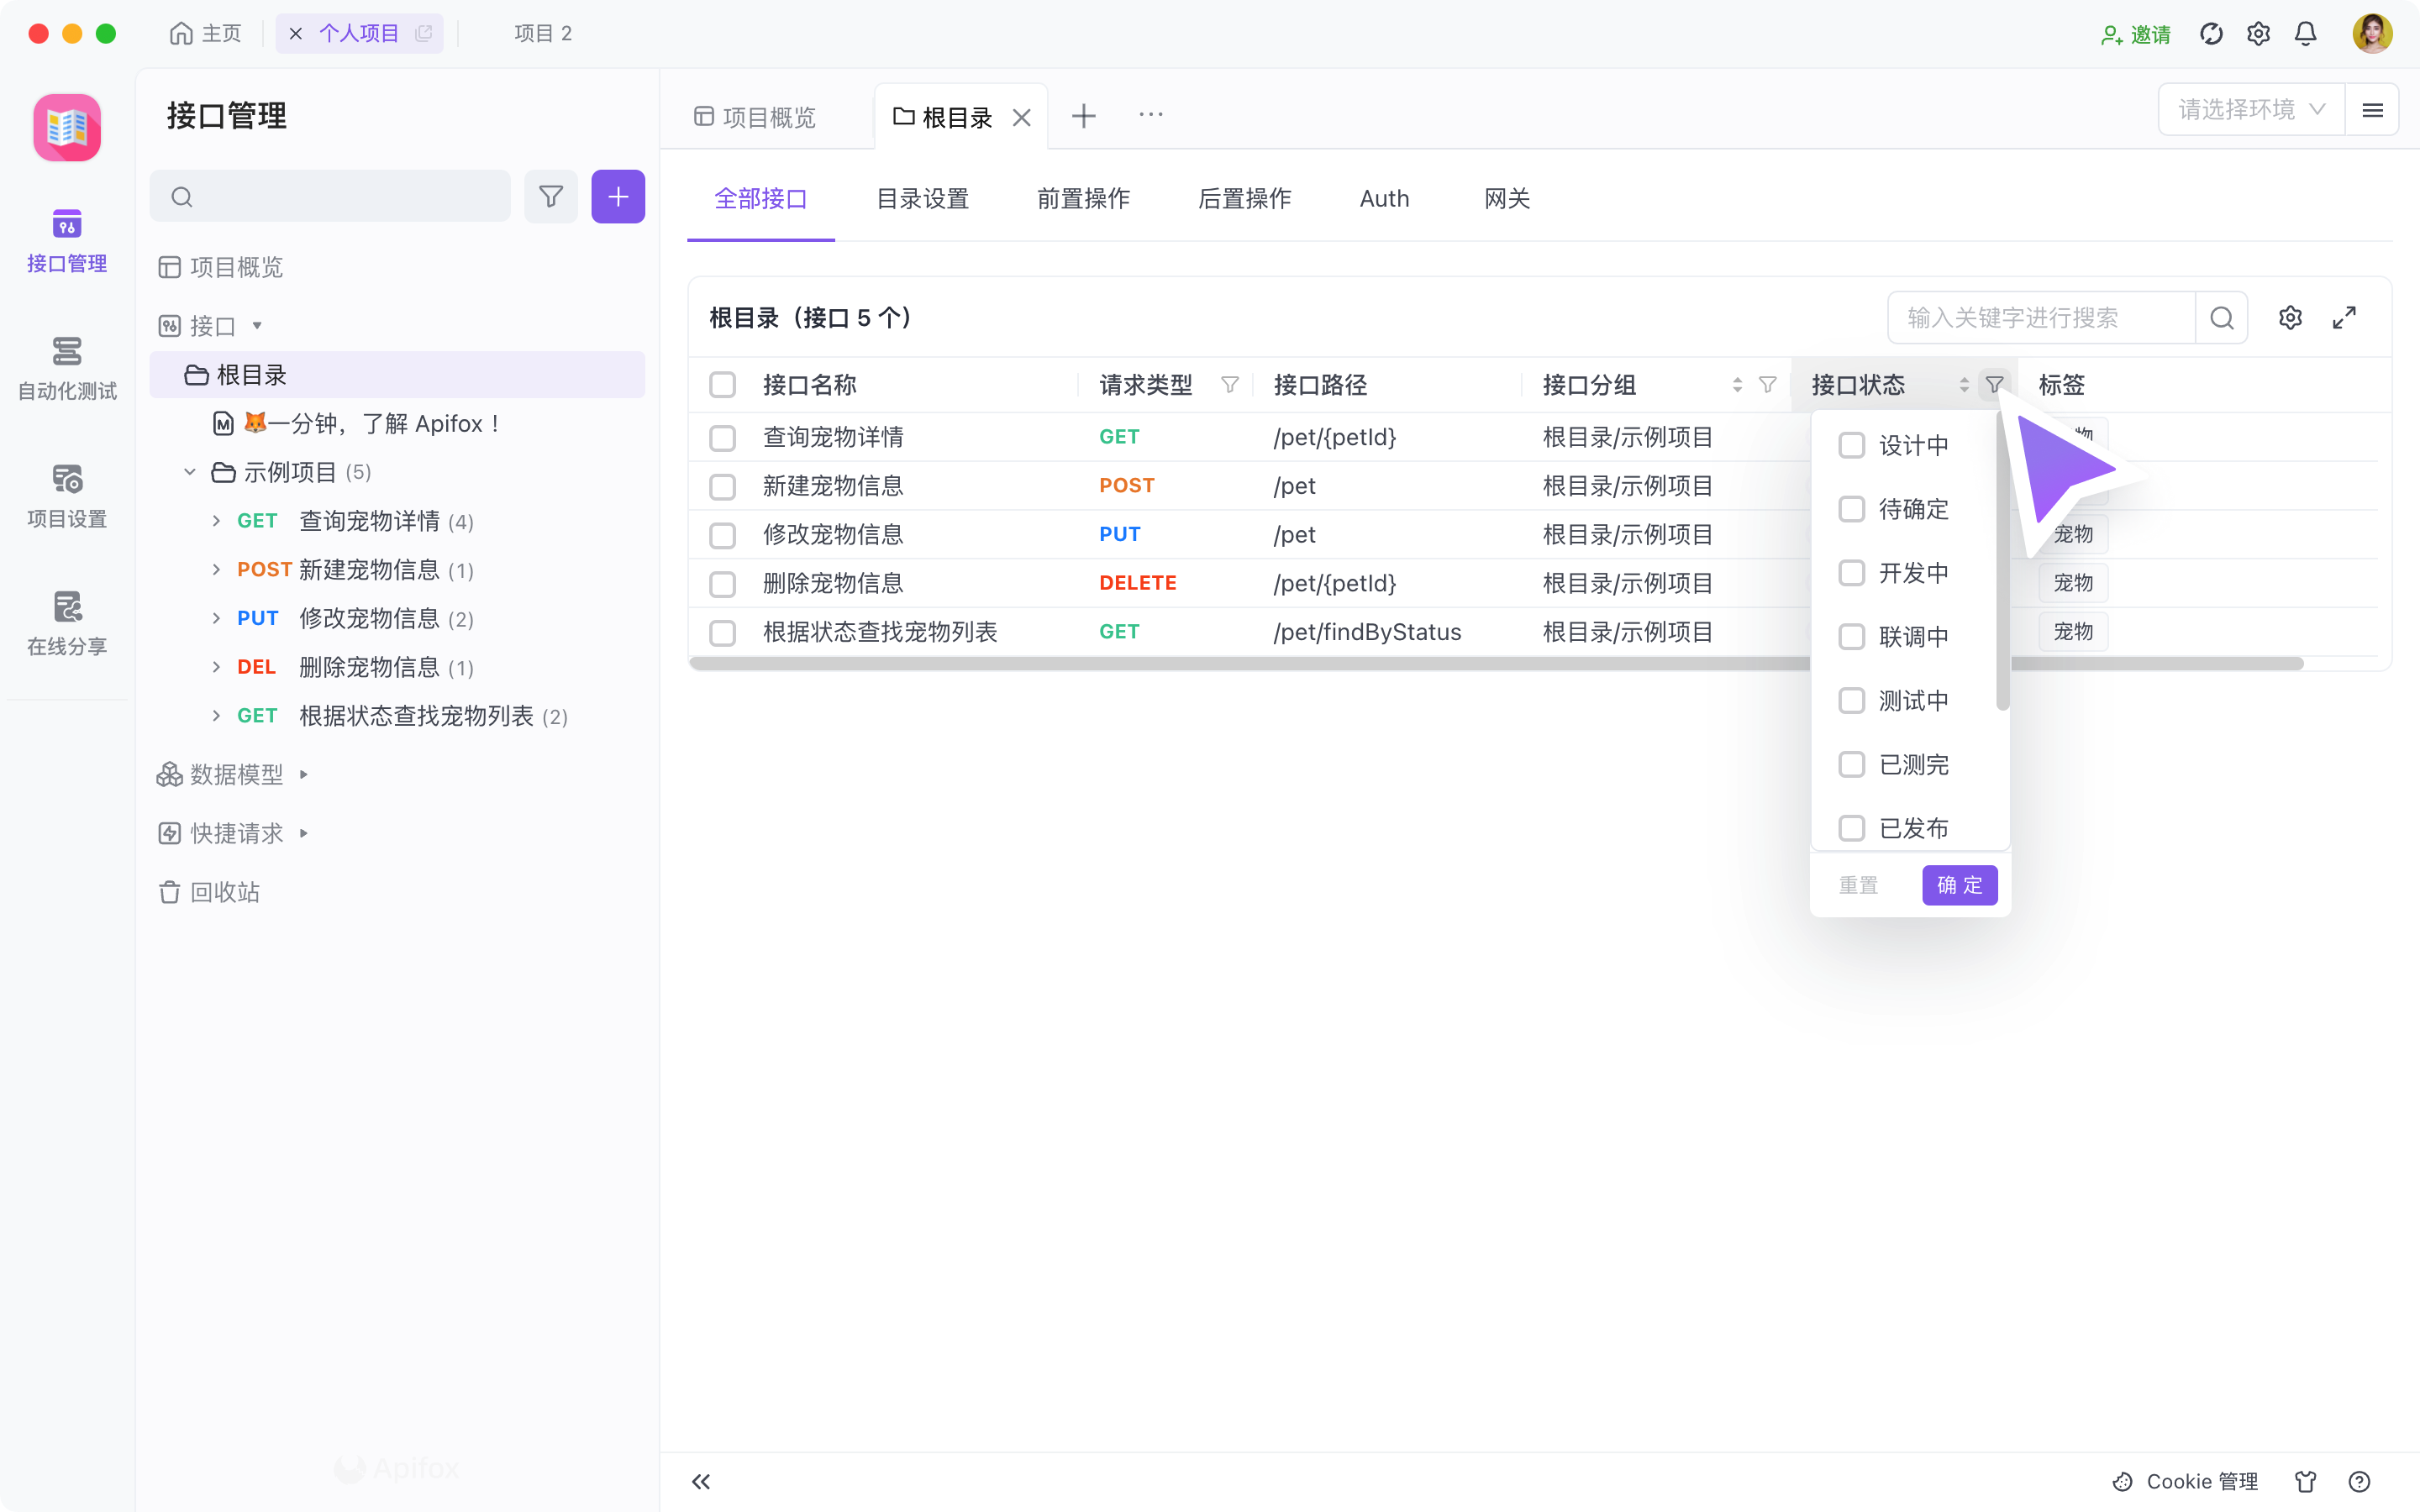 主页
个人项目
项目 2
邀请
接口管理
自动化测试
项目设置
在线分享
接口管理
项目概览
接口
根目录
🦊一分钟，了解 Apifox！
示例项目 (5)
GET 查询宠物详情 (4)
POST 新建宠物信息 (1)
PUT 修改宠物信息 (2)
DEL 删除宠物信息 (1)
GET 根据状态查找宠物列表 (2)
数据模型
快捷请求
回收站
Apifox
项目概览
根目录
请选择环境
全部接口 目录设置 前置操作 后置操作 Auth 网关
根目录（接口 5 个）
输入关键字进行搜索
接口名称 请求类型 接口路径 接口分组 接口状态 标签
查询宠物详情 GET /pet/{petId} 根目录/示例项目 物
新建宠物信息 POST /pet 根目录/示例项目
修改宠物信息 PUT /pet 根目录/示例项目 宠物
删除宠物信息 DELETE /pet/{petId} 根目录/示例项目 宠物
根据状态查找宠物列表 GET /pet/findByStatus 根目录/示例项目 宠物
设计中
待确定
开发中
联调中
测试中
已测完
已发布
重置 确 定
Cookie 管理